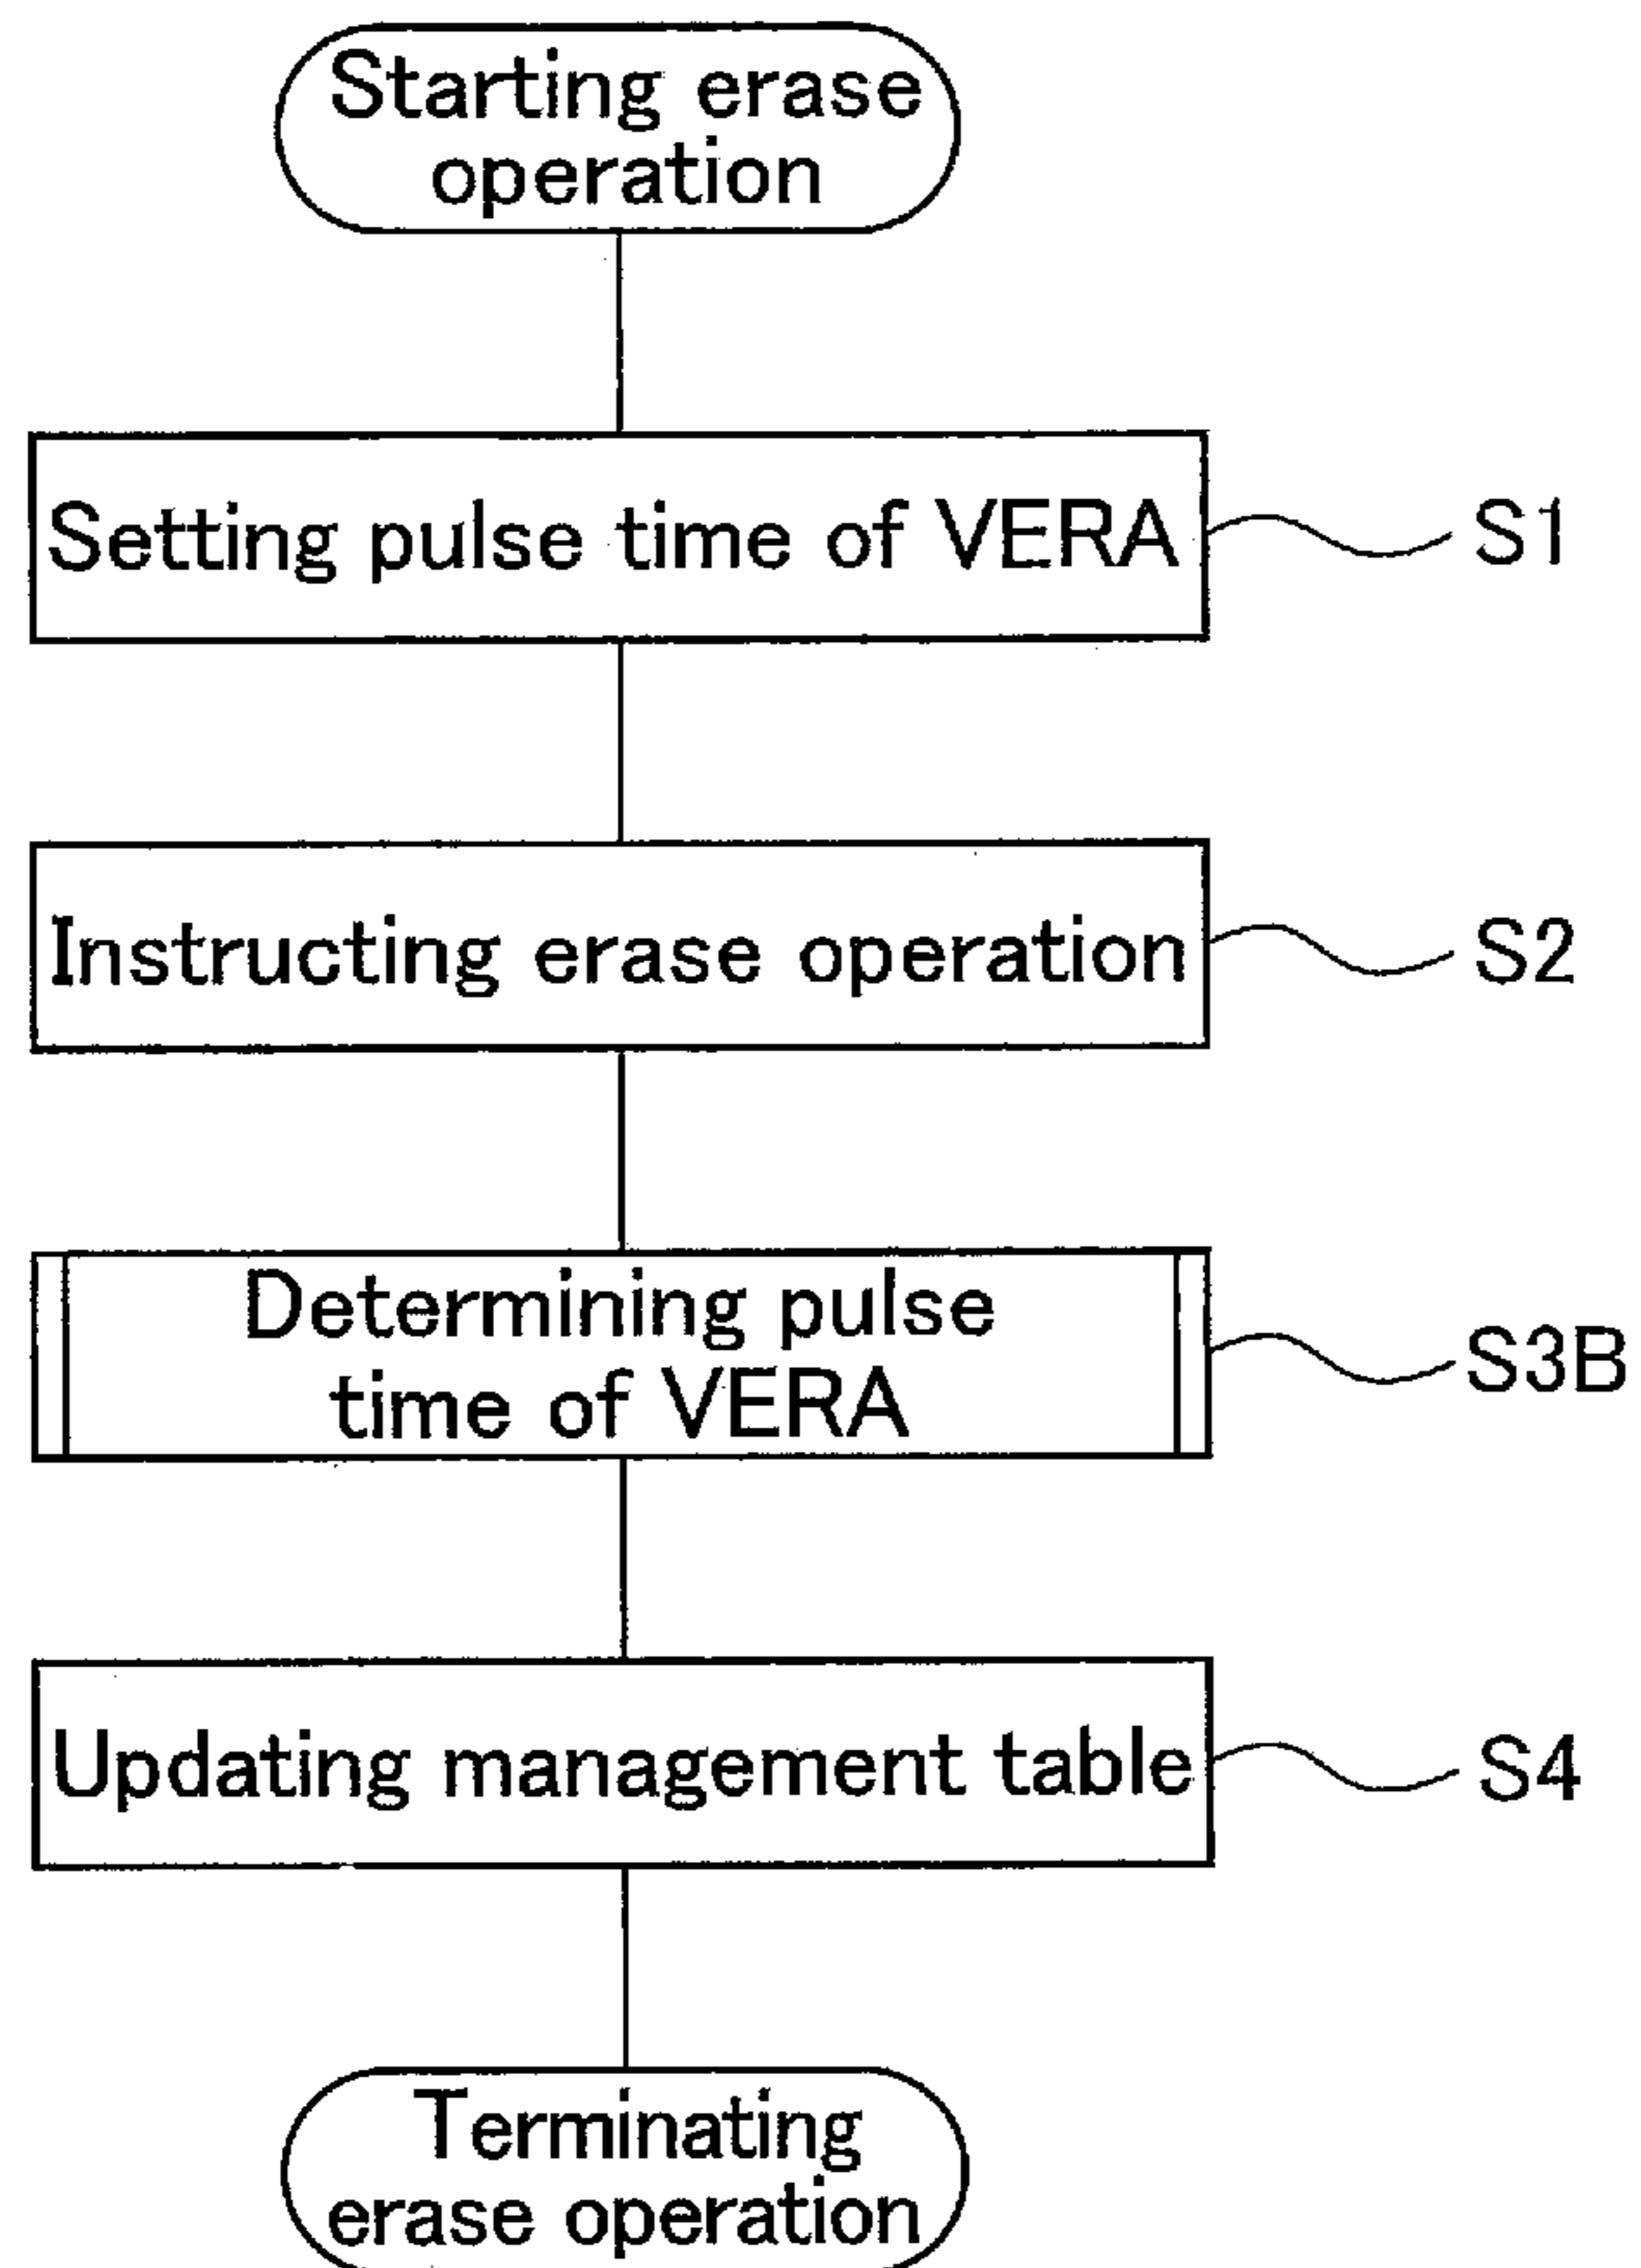 Starting erase
operation
Setting pulse time of VERA
S1
Instructing erase operation
S2
Determining pulse
time of VERA
S3B
Updating management table
S4
Terminating
erase operation